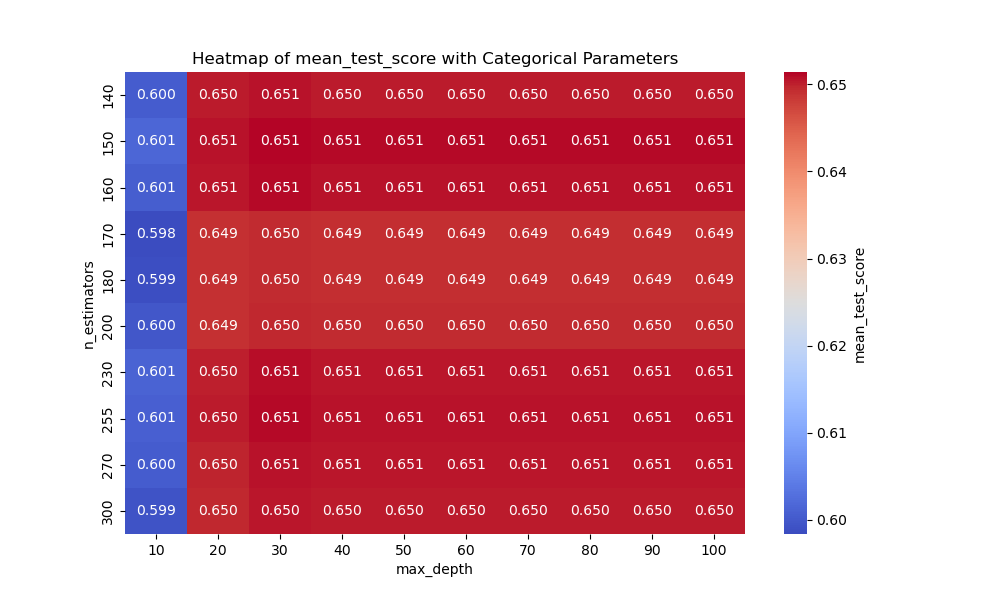 Heatmap of mean_test_score with Categorical Parameters
140 0.600 0.650 0.651 0.650 0.650 0.650 0.650 0.650 0.650 0.650
150 0.601 0.651 0.651 0.651 0.651 0.651 0.651 0.651 0.651 0.651
160 0.601 0.651 0.651 0.651 0.651 0.651 0.651 0.651 0.651 0.651
170 0.598 0.649 0.650 0.649 0.649 0.649 0.649 0.649 0.649 0.649
180 0.599 0.649 0.650 0.649 0.649 0.649 0.649 0.649 0.649 0.649
200 0.600 0.649 0.650 0.650 0.650 0.650 0.650 0.650 0.650 0.650
230 0.601 0.650 0.651 0.651 0.651 0.651 0.651 0.651 0.651 0.651
255 0.601 0.650 0.651 0.651 0.651 0.651 0.651 0.651 0.651 0.651
270 0.600 0.650 0.651 0.651 0.651 0.651 0.651 0.651 0.651 0.651
300 0.599 0.650 0.650 0.650 0.650 0.650 0.650 0.650 0.650 0.650
10 20 30 40 50 60 70 80 90 100
max_depth
n_estimators
0.65
0.64
0.63
0.62
0.61
0.60
mean_test_score